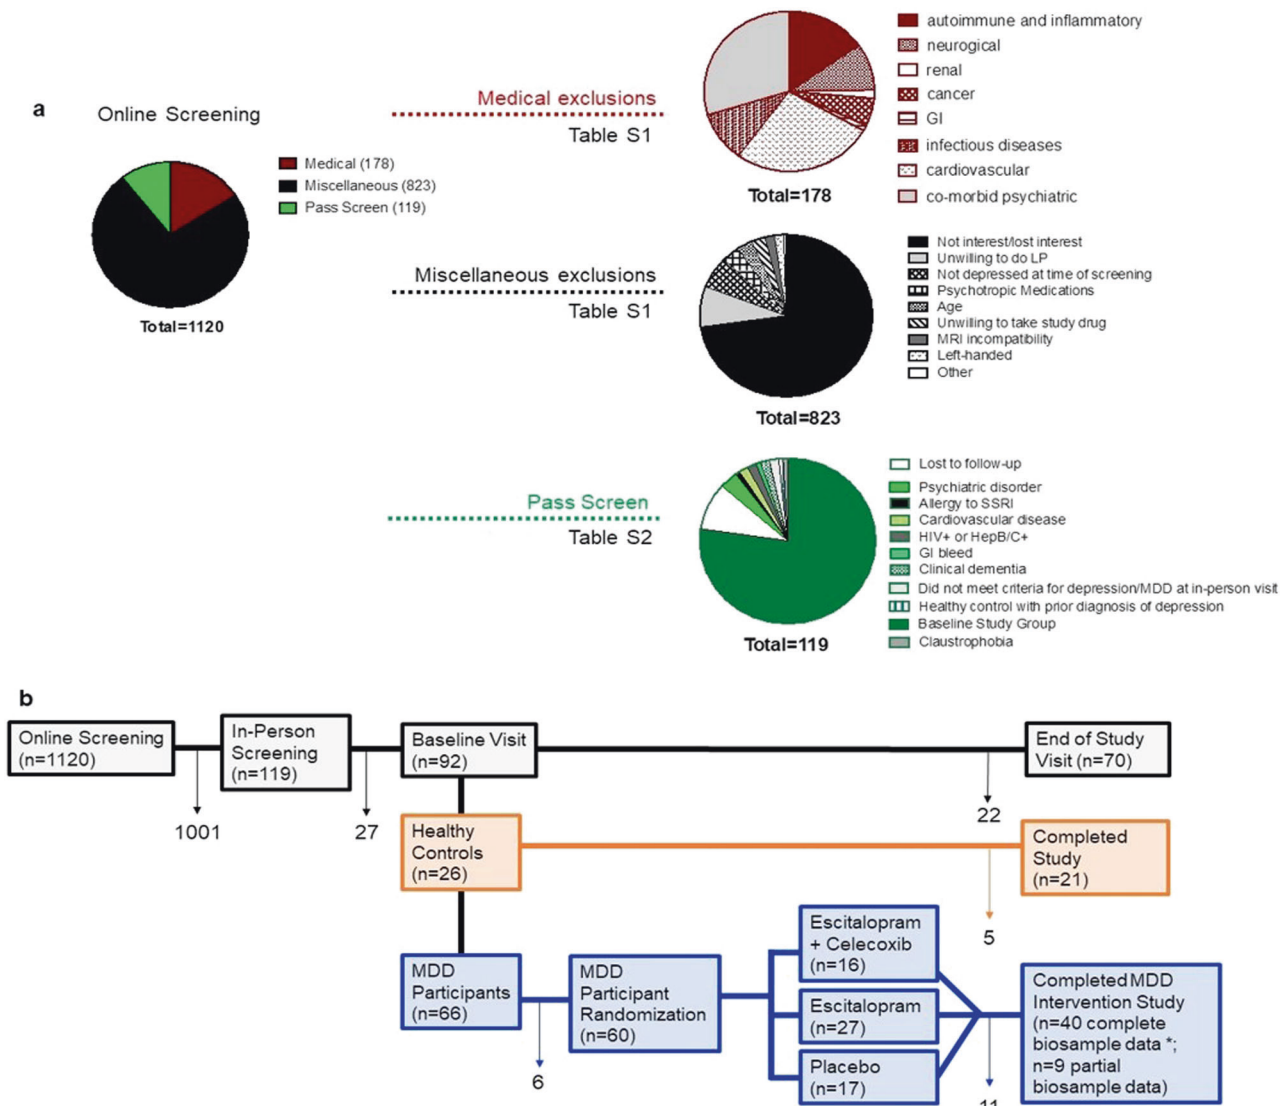 a
Online Screening
Medical (178)
Miscellaneous (823)
Pass Screen (119)
Total=1120
Medical exclusions
Table S1
autoimmune and inflammatory
neurogical
renal
cancer
GI
infectious diseases
cardiovascular
co-morbid psychiatric
Total=178
Miscellaneous exclusions
Table S1
Not interest/lost interest
Unwilling to do LP
Not depressed at time of screening
Psychotropic Medications
Age
Unwilling to take study drug
MRI incompatibility
Left-handed
Other
Total=823
Pass Screen
Table S2
Lost to follow-up
Psychiatric disorder
Allergy to SSRI
Cardiovascular disease
HIV+ or HepB/C+
GI bleed
Clinical dementia
Did not meet criteria for depression/MDD at in-person visit
Healthy control with prior diagnosis of depression
Baseline Study Group
Claustrophobia
Total=119
b
Online Screening
(n=1120)
1001
In-Person
Screening
(n=119)
27
Baseline Visit
(n=92)
22
End of Study
Visit (n=70)
Healthy
Controls
(n=26)
5
Completed
Study
(n=21)
MDD
Participants
(n=66)
6
MDD
Participant
Randomization
(n=60)
Escitalopram
+ Celecoxib
(n=16)
Escitalopram
(n=27)
Placebo
(n=17)
11
Completed MDD
Intervention Study
(n=40 complete
biosample data *;
n=9 partial
biosample data)